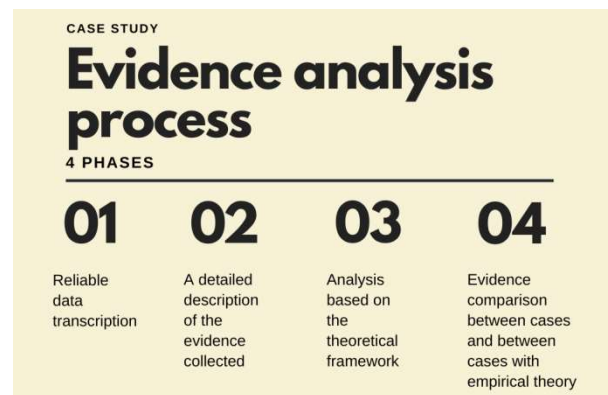 CASE STUDY
Evidence analysis
process
4 PHASES
01
Reliable
data
transcription
02
A detailed
description
of the
evidence
collected
03
Analysis
based on
the
theoretical
framework
04
Evidence
comparison
between cases
and between
cases with
empirical theory